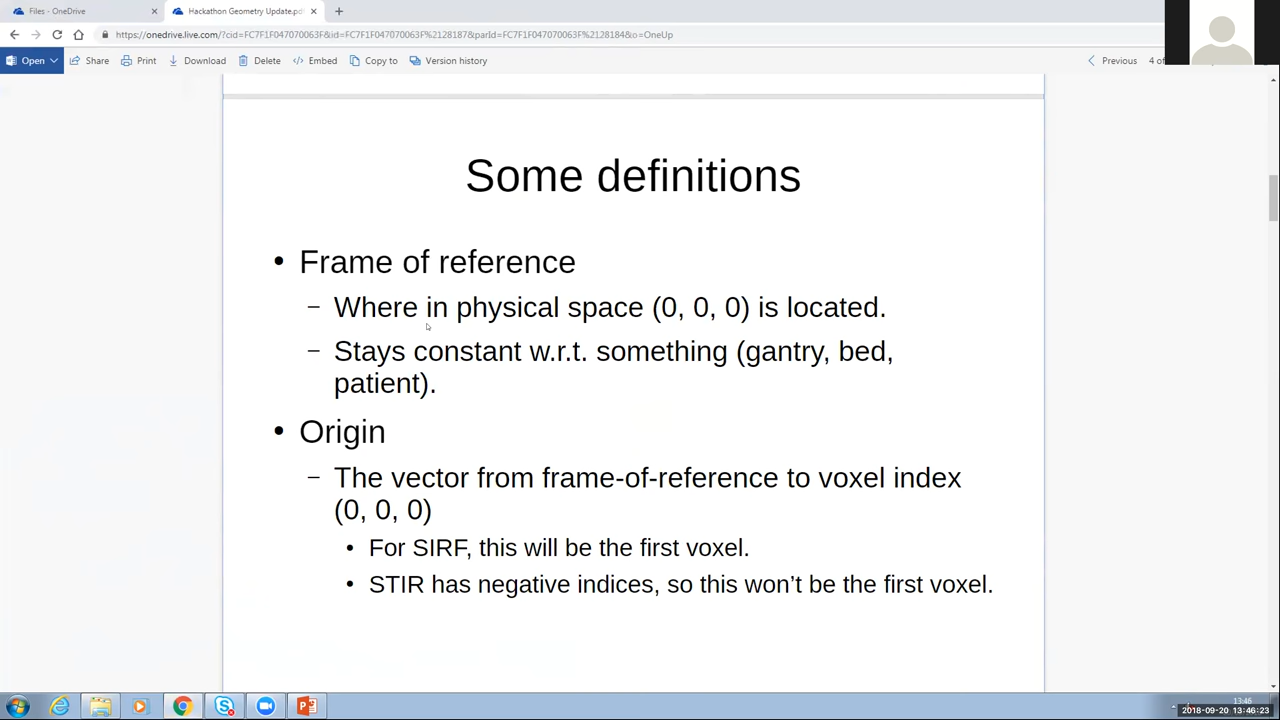 Files - OneDrive
Hackathon Geometry Update.pdf
https://onedrive.live.com/?cid=FC7F1F047070063F&id=FC7F1F047070063F%2128187&parId=FC7F1F047070063F%2128184&o=OneUp
Open Share Print Download Delete Embed Copy to Version history Previous 4 of
Some definitions
• Frame of reference
– Where in physical space (0, 0, 0) is located.
– Stays constant w.r.t. something (gantry, bed,
patient).
• Origin
– The vector from frame-of-reference to voxel index
(0, 0, 0)
• For SIRF, this will be the first voxel.
• STIR has negative indices, so this won't be the first voxel.
13:46
2018-09-20 13:46:23